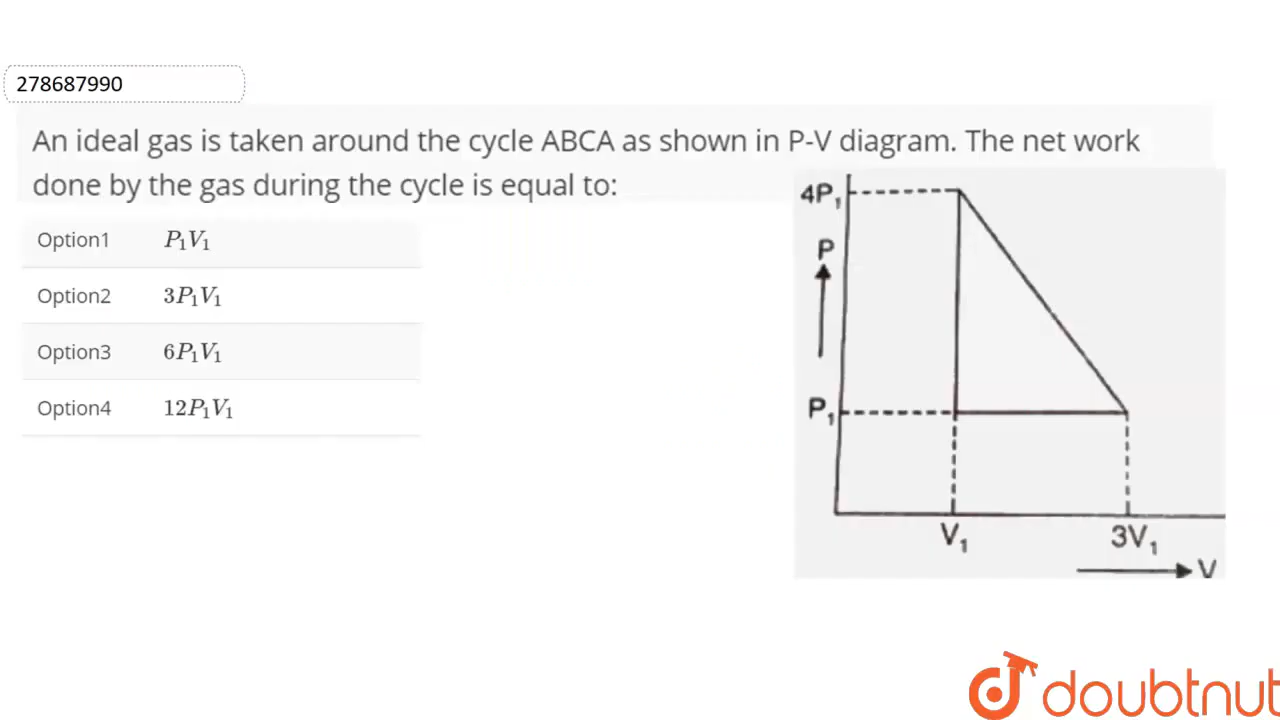 278687990
An ideal gas is taken around the cycle ABCA as shown in P-V diagram. The net work
done by the gas during the cycle is equal to:
Option1 P₁V₁
Option2 3P₁V₁
Option3 6P₁V₁
Option4 12P₁V₁
4P₁
P
P₁
V₁
3V₁
V
doubtnut